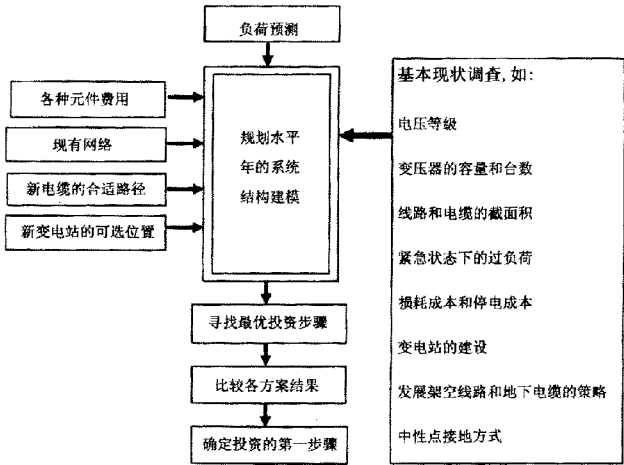 负荷预测
各种元件费用
现有网络
新电缆的合适路径
新变电站的可选位置
规划水平
年的系统
结构建模
基本现状调查,如:
电压等级
变压器的容量和台数
线路和电缆的截面积
紧急状态下的过负荷
损耗成本和停电成本
变电站的建设
发展架空线路和地下电缆的策略
中性点接地方式
寻找最优投资步骤
比较各方案结果
确定投资的第一步骤